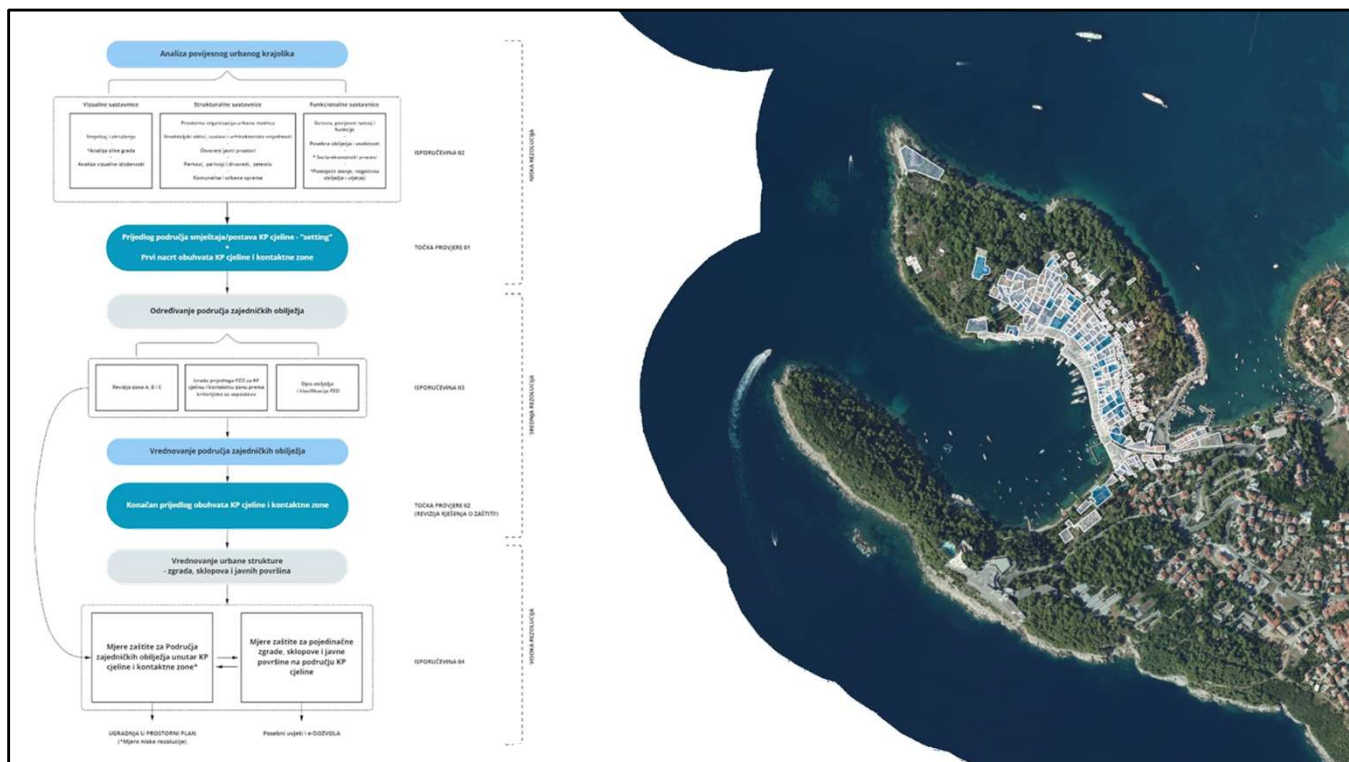 Analiza povijesnog urbanog krajolika
Vizualne sastavnice
Strukturalne sastavnice
Funkcionalne sastavnice
Smještaj i okruženje
*Analiza slike grada
Analiza vizualne izloženosti
Prostorna organizacija-urbana matrica
Graditeljski oblici, sustavi i arhitektonske vrijednosti
Otvoreni javni prostori
Parkovi, perivoji i drvoredi, zelenilo
Komunalna i urbana oprema
povijesni razvoj i
funkcije
Posebna obilježja i
* Socio-ekonomski procesi
*Postojeće stanje, negativna
obilježja i utjecaji
ISPORUČEVINA 02
NISKA REZOLUCIJA
Prijedlog područja smještaja/postava KP cjeline - "setting"
+
Prvi nacrt obuhvata KP cjeline i kontaktne zone
TOČKA PROVJERE 01
Određivanje područja zajedničkih obilježja
Revizija zona A, B i C
Izrada prijedloga PZO za KP
cjelinu i kontaktnu zonu prema
kriterijima za uspostavu
Opis obilježja
i klasifikacija PZO
ISPORUČEVINA 03
SREDNJA REZOLUCIJA
Vrednovanje područja zajedničkih obilježja
Konačan prijedlog obuhvata KP cjeline i kontaktne zone
TOČKA PROVJERE 02
(REVIZIJA RJEŠENJA O ZAŠTITI)
Vrednovanje urbane strukture
- zgrada, sklopova i javnih površina
Mjere zaštite za Područja
zajedničkih obilježja unutar KP
cjeline i kontaktne zone*
Mjere zaštite za pojedinačne
zgrade, sklopove i javne
površine na području KP
cjeline
ISPORUČEVINA 04
VISOKA REZOLUCIJA
UGRADNJA U PROSTORNI PLAN
(*Mjere niske rezolucije)
Posebni uvjeti i e-DOZVOLA